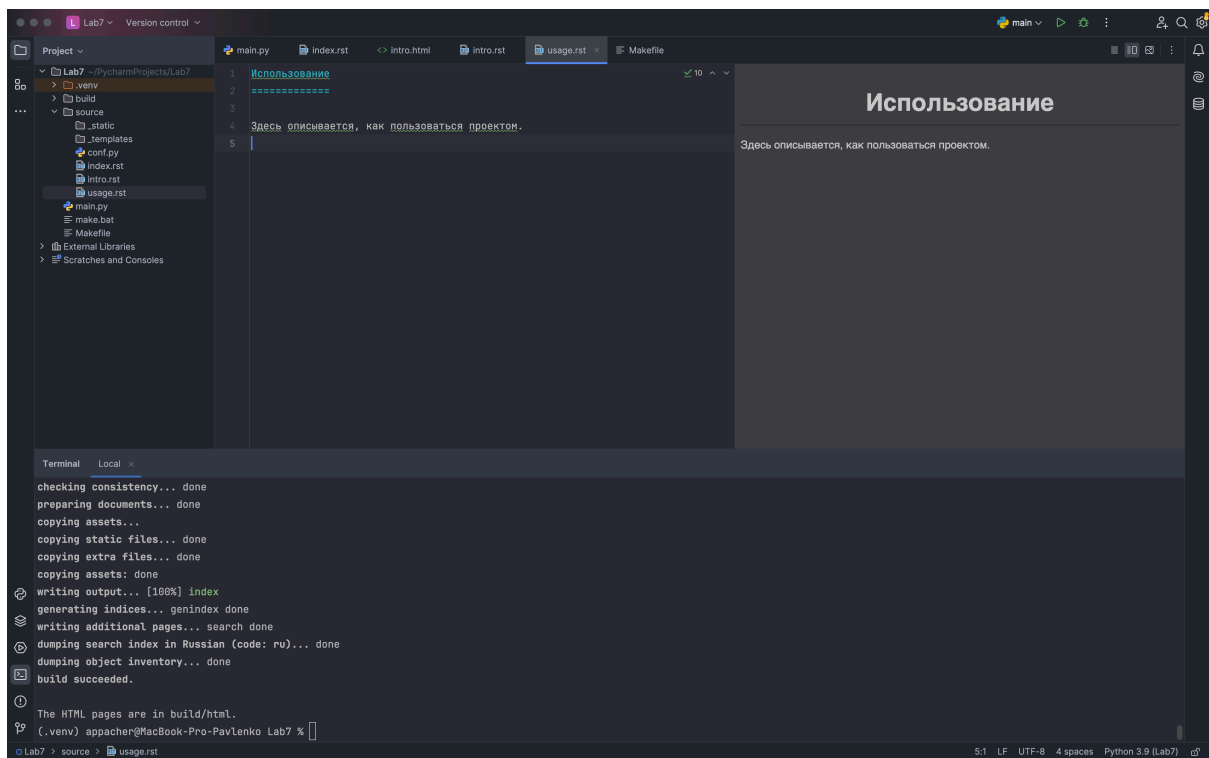 L Lab7 Version control main
Project main.py index.rst <> intro.html intro.rst usage.rst × Makefile
Lab7 ~/PycharmProjects/Lab7
.venv
build
source
_static
_templates
conf.py
index.rst
intro.rst
usage.rst
main.py
make.bat
Makefile
External Libraries
Scratches and Consoles
1 Использование
2 =============
3
4 Здесь описывается, как пользоваться проектом.
5
10
Использование
Здесь описывается, как пользоваться проектом.
Terminal Local ×
checking consistency... done
preparing documents... done
copying assets...
copying static files... done
copying extra files... done
copying assets: done
writing output... [100%] index
generating indices... genindex done
writing additional pages... search done
dumping search index in Russian (code: ru)... done
dumping object inventory... done
build succeeded.
The HTML pages are in build/html.
(.venv) appacher@MacBook-Pro-Pavlenko Lab7 %
Lab7 > source > usage.rst 5:1 LF UTF-8 4 spaces Python 3.9 (Lab7)